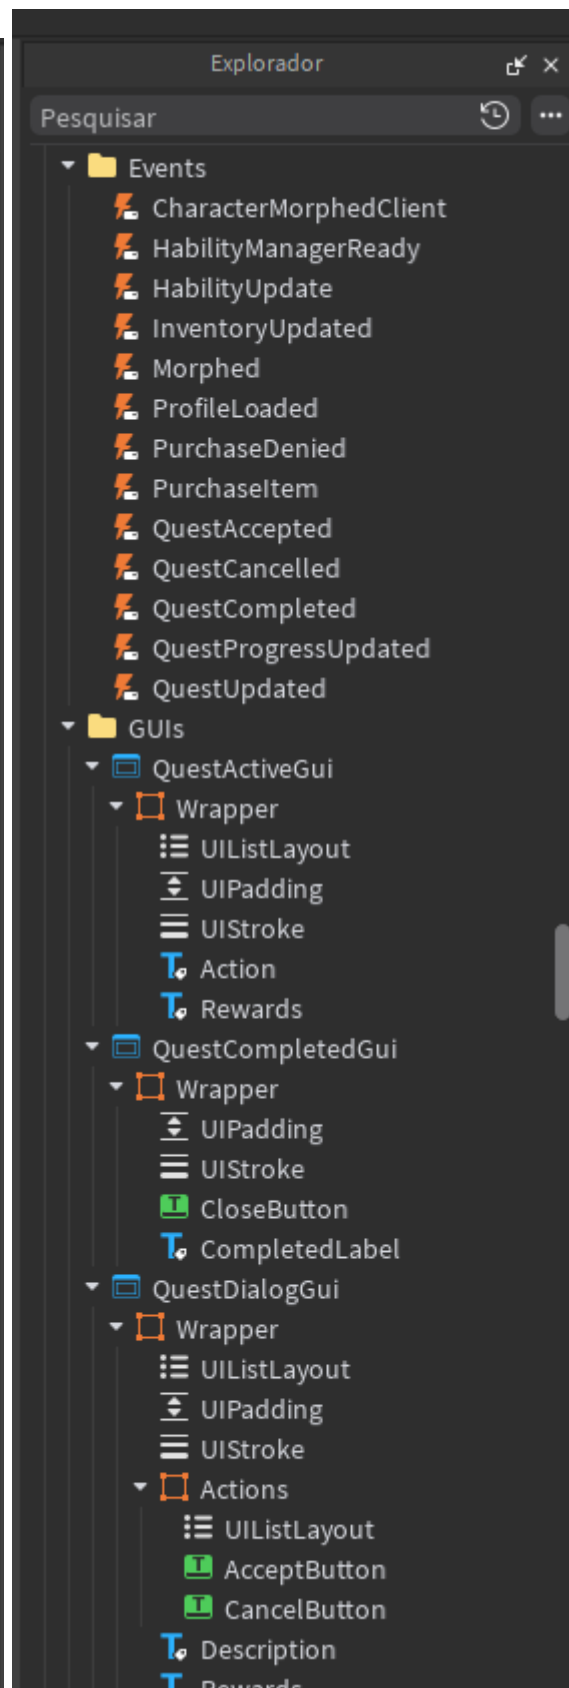 Explorador
Pesquisar
Events
CharacterMorphedClient
HabilityManagerReady
HabilityUpdate
InventoryUpdated
Morphed
ProfileLoaded
PurchaseDenied
PurchaseItem
QuestAccepted
QuestCancelled
QuestCompleted
QuestProgressUpdated
QuestUpdated
GUIs
QuestActiveGui
Wrapper
UIListLayout
UIPadding
UIStroke
Action
Rewards
QuestCompletedGui
Wrapper
UIPadding
UIStroke
CloseButton
CompletedLabel
QuestDialogGui
Wrapper
UIListLayout
UIPadding
UIStroke
Actions
UIListLayout
AcceptButton
CancelButton
Description
Rewards